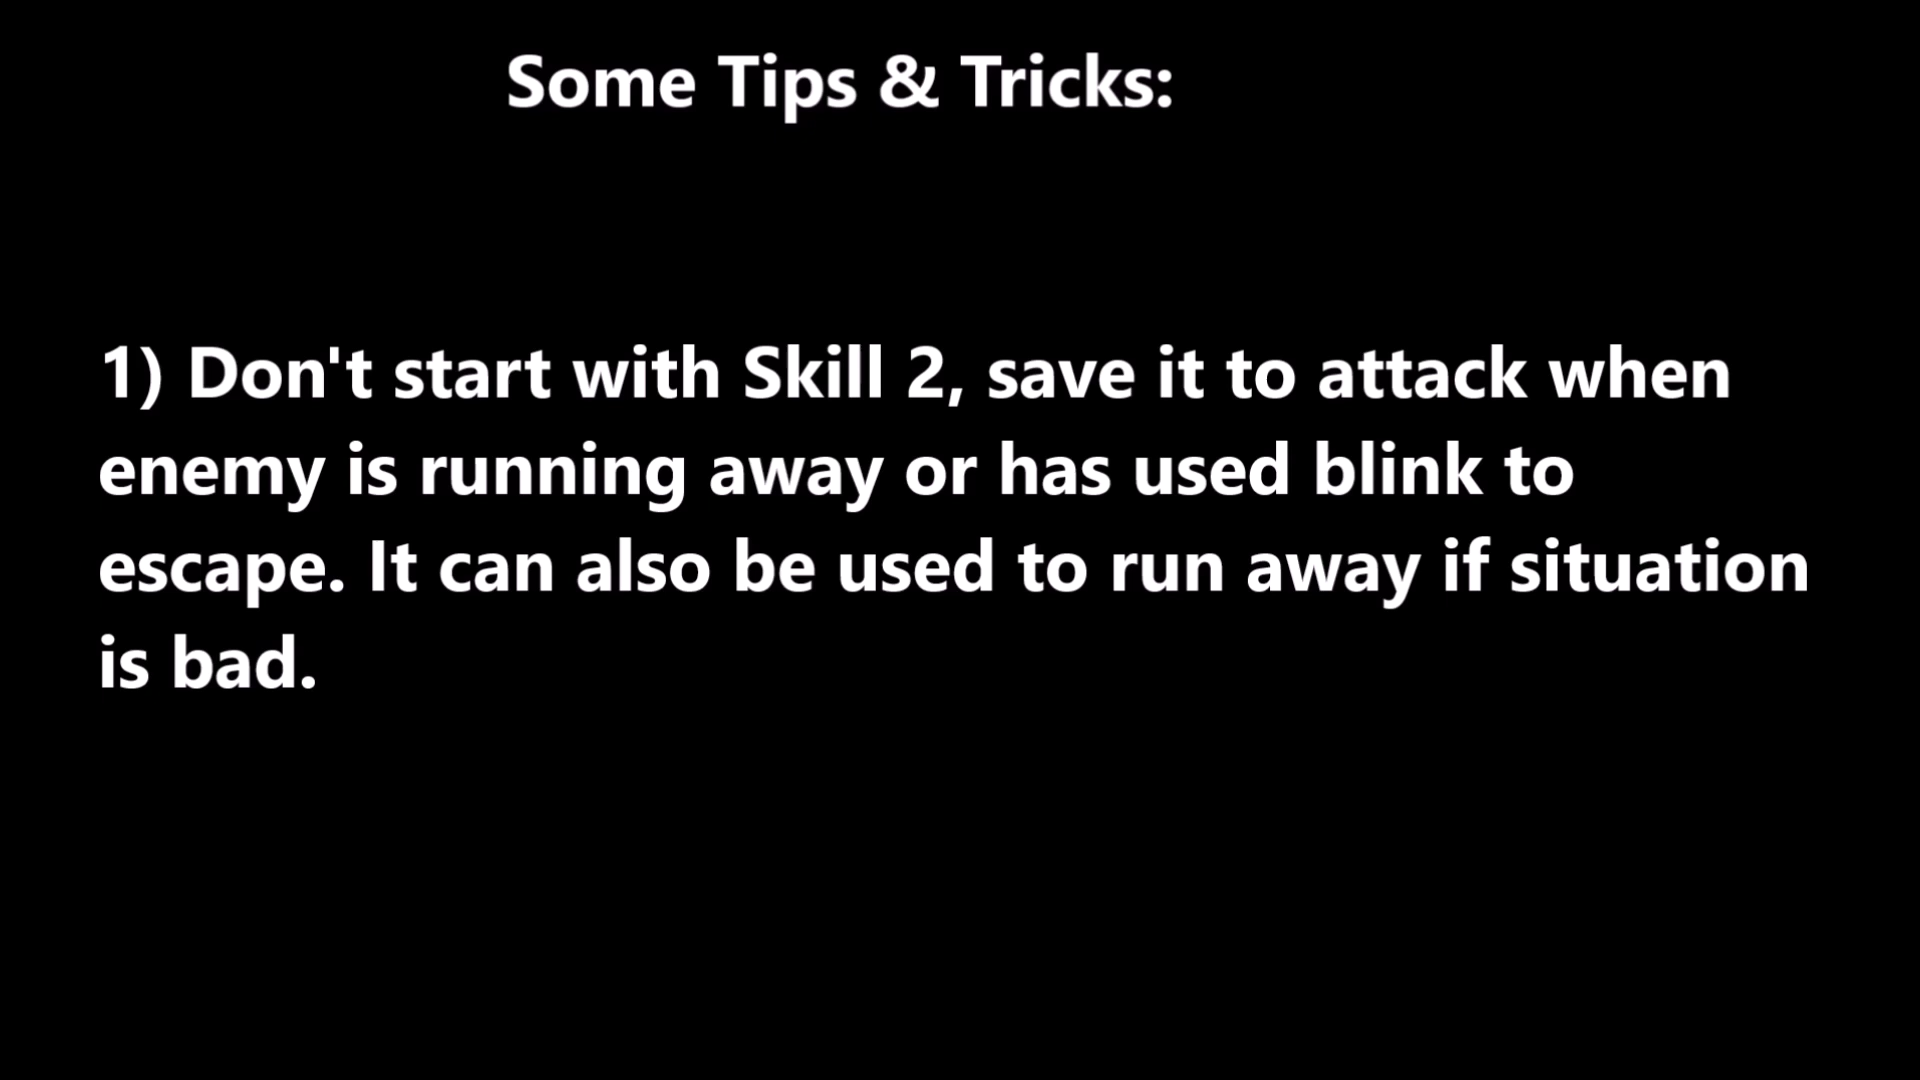 Some Tips & Tricks:
1) Don't start with Skill 2, save it to attack when
enemy is running away or has used blink to
escape. It can also be used to run away if situation
is bad.